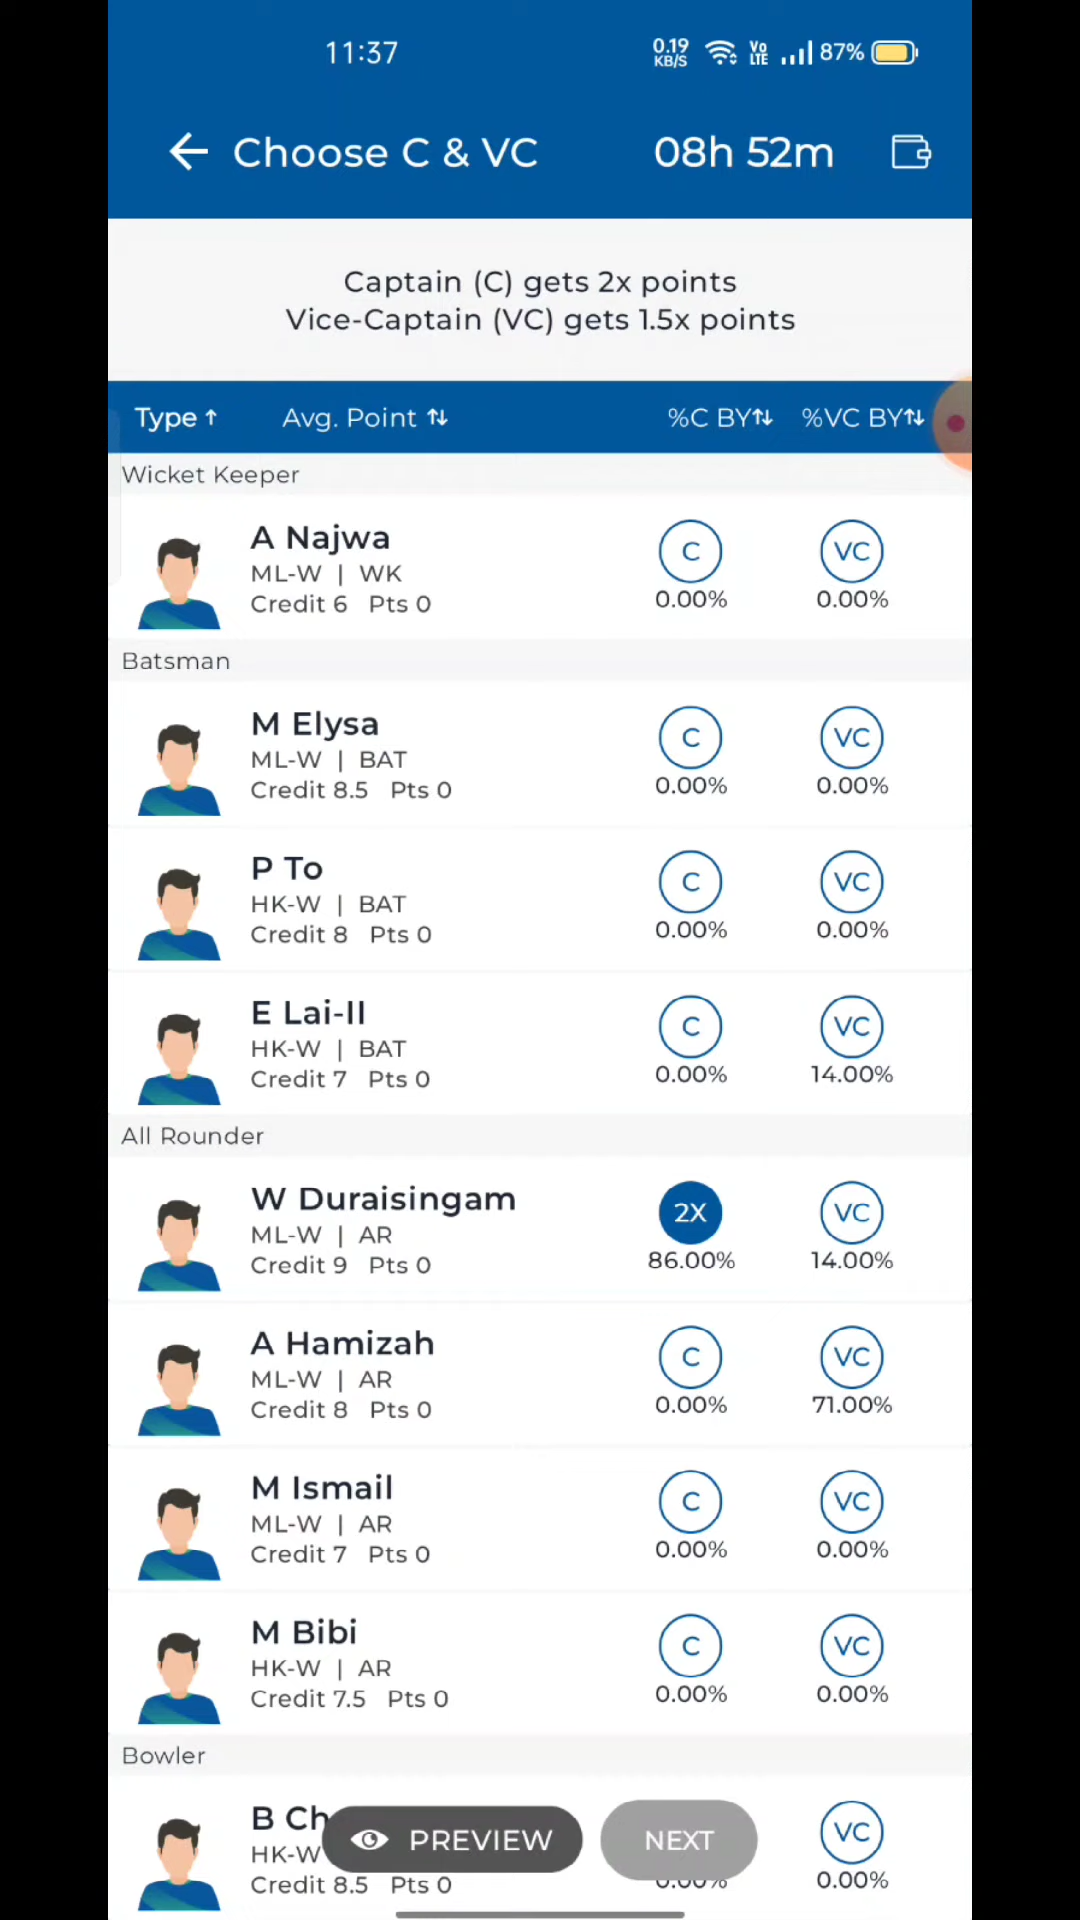 11:37
0.19 KB/S Vo LTE 87%
Choose C & VC 08h 52m
Captain (C) gets 2x points
Vice-Captain (VC) gets 1.5x points
Type ↑ Avg. Point ↑↓ %C BY↑↓ %VC BY↑↓
Wicket Keeper
A Najwa
ML-W | WK
Credit 6 Pts 0
C
0.00%
VC
0.00%
Batsman
M Elysa
ML-W | BAT
Credit 8.5 Pts 0
C
0.00%
VC
0.00%
P To
HK-W | BAT
Credit 8 Pts 0
C
0.00%
VC
0.00%
E Lai-II
HK-W | BAT
Credit 7 Pts 0
C
0.00%
VC
14.00%
All Rounder
W Duraisingam
ML-W | AR
Credit 9 Pts 0
2X
86.00%
VC
14.00%
A Hamizah
ML-W | AR
Credit 8 Pts 0
C
0.00%
VC
71.00%
M Ismail
ML-W | AR
Credit 7 Pts 0
C
0.00%
VC
0.00%
M Bibi
HK-W | AR
Credit 7.5 Pts 0
C
0.00%
VC
0.00%
Bowler
B Ch
HK-W
Credit 8.5 Pts 0
PREVIEW
NEXT
0.00%
VC
0.00%